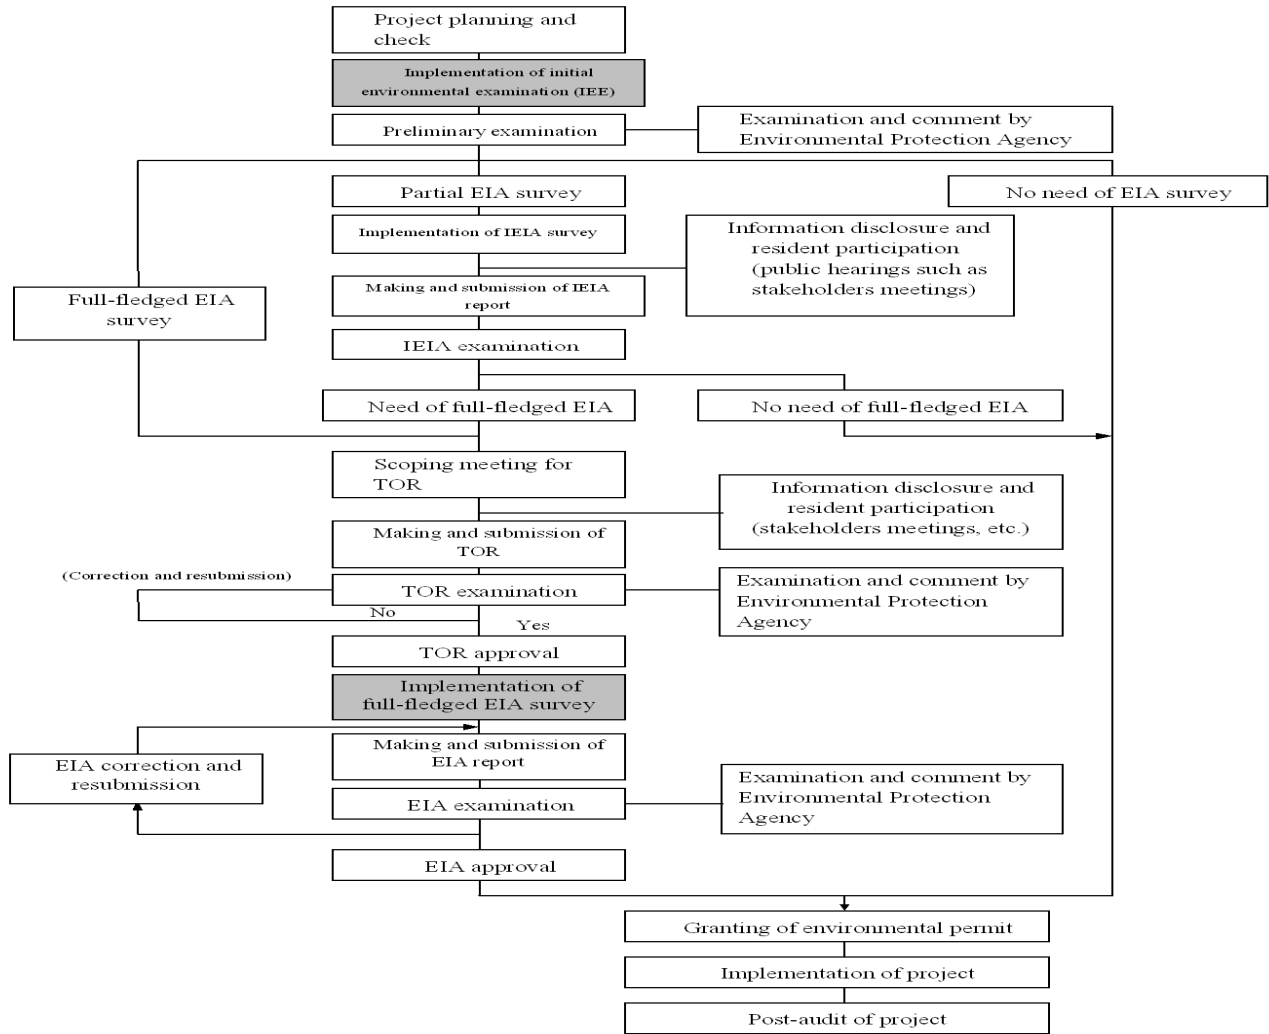 Project planning and
check
Implementation of initial
environmental examination (IEE)
Preliminary examination
Examination and comment by
Environmental Protection Agency
Partial EIA survey
No need of EIA survey
Implementation of IEIA survey
Information disclosure and
resident participation
(public hearings such as
stakeholders meetings)
Making and submission of IEIA
report
Full-fledged EIA
survey
IEIA examination
Need of full-fledged EIA
No need of full-fledged EIA
Scoping meeting for
TOR
Information disclosure and
resident participation
(stakeholders meetings, etc.)
Making and submission of
TOR
(Correction and resubmission)
TOR examination
Examination and comment by
Environmental Protection
Agency
No
Yes
TOR approval
Implementation of
full-fledged EIA survey
Making and submission of
EIA report
EIA correction and
resubmission
EIA examination
Examination and comment by
Environmental Protection
Agency
EIA approval
Granting of environmental permit
Implementation of project
Post-audit of project